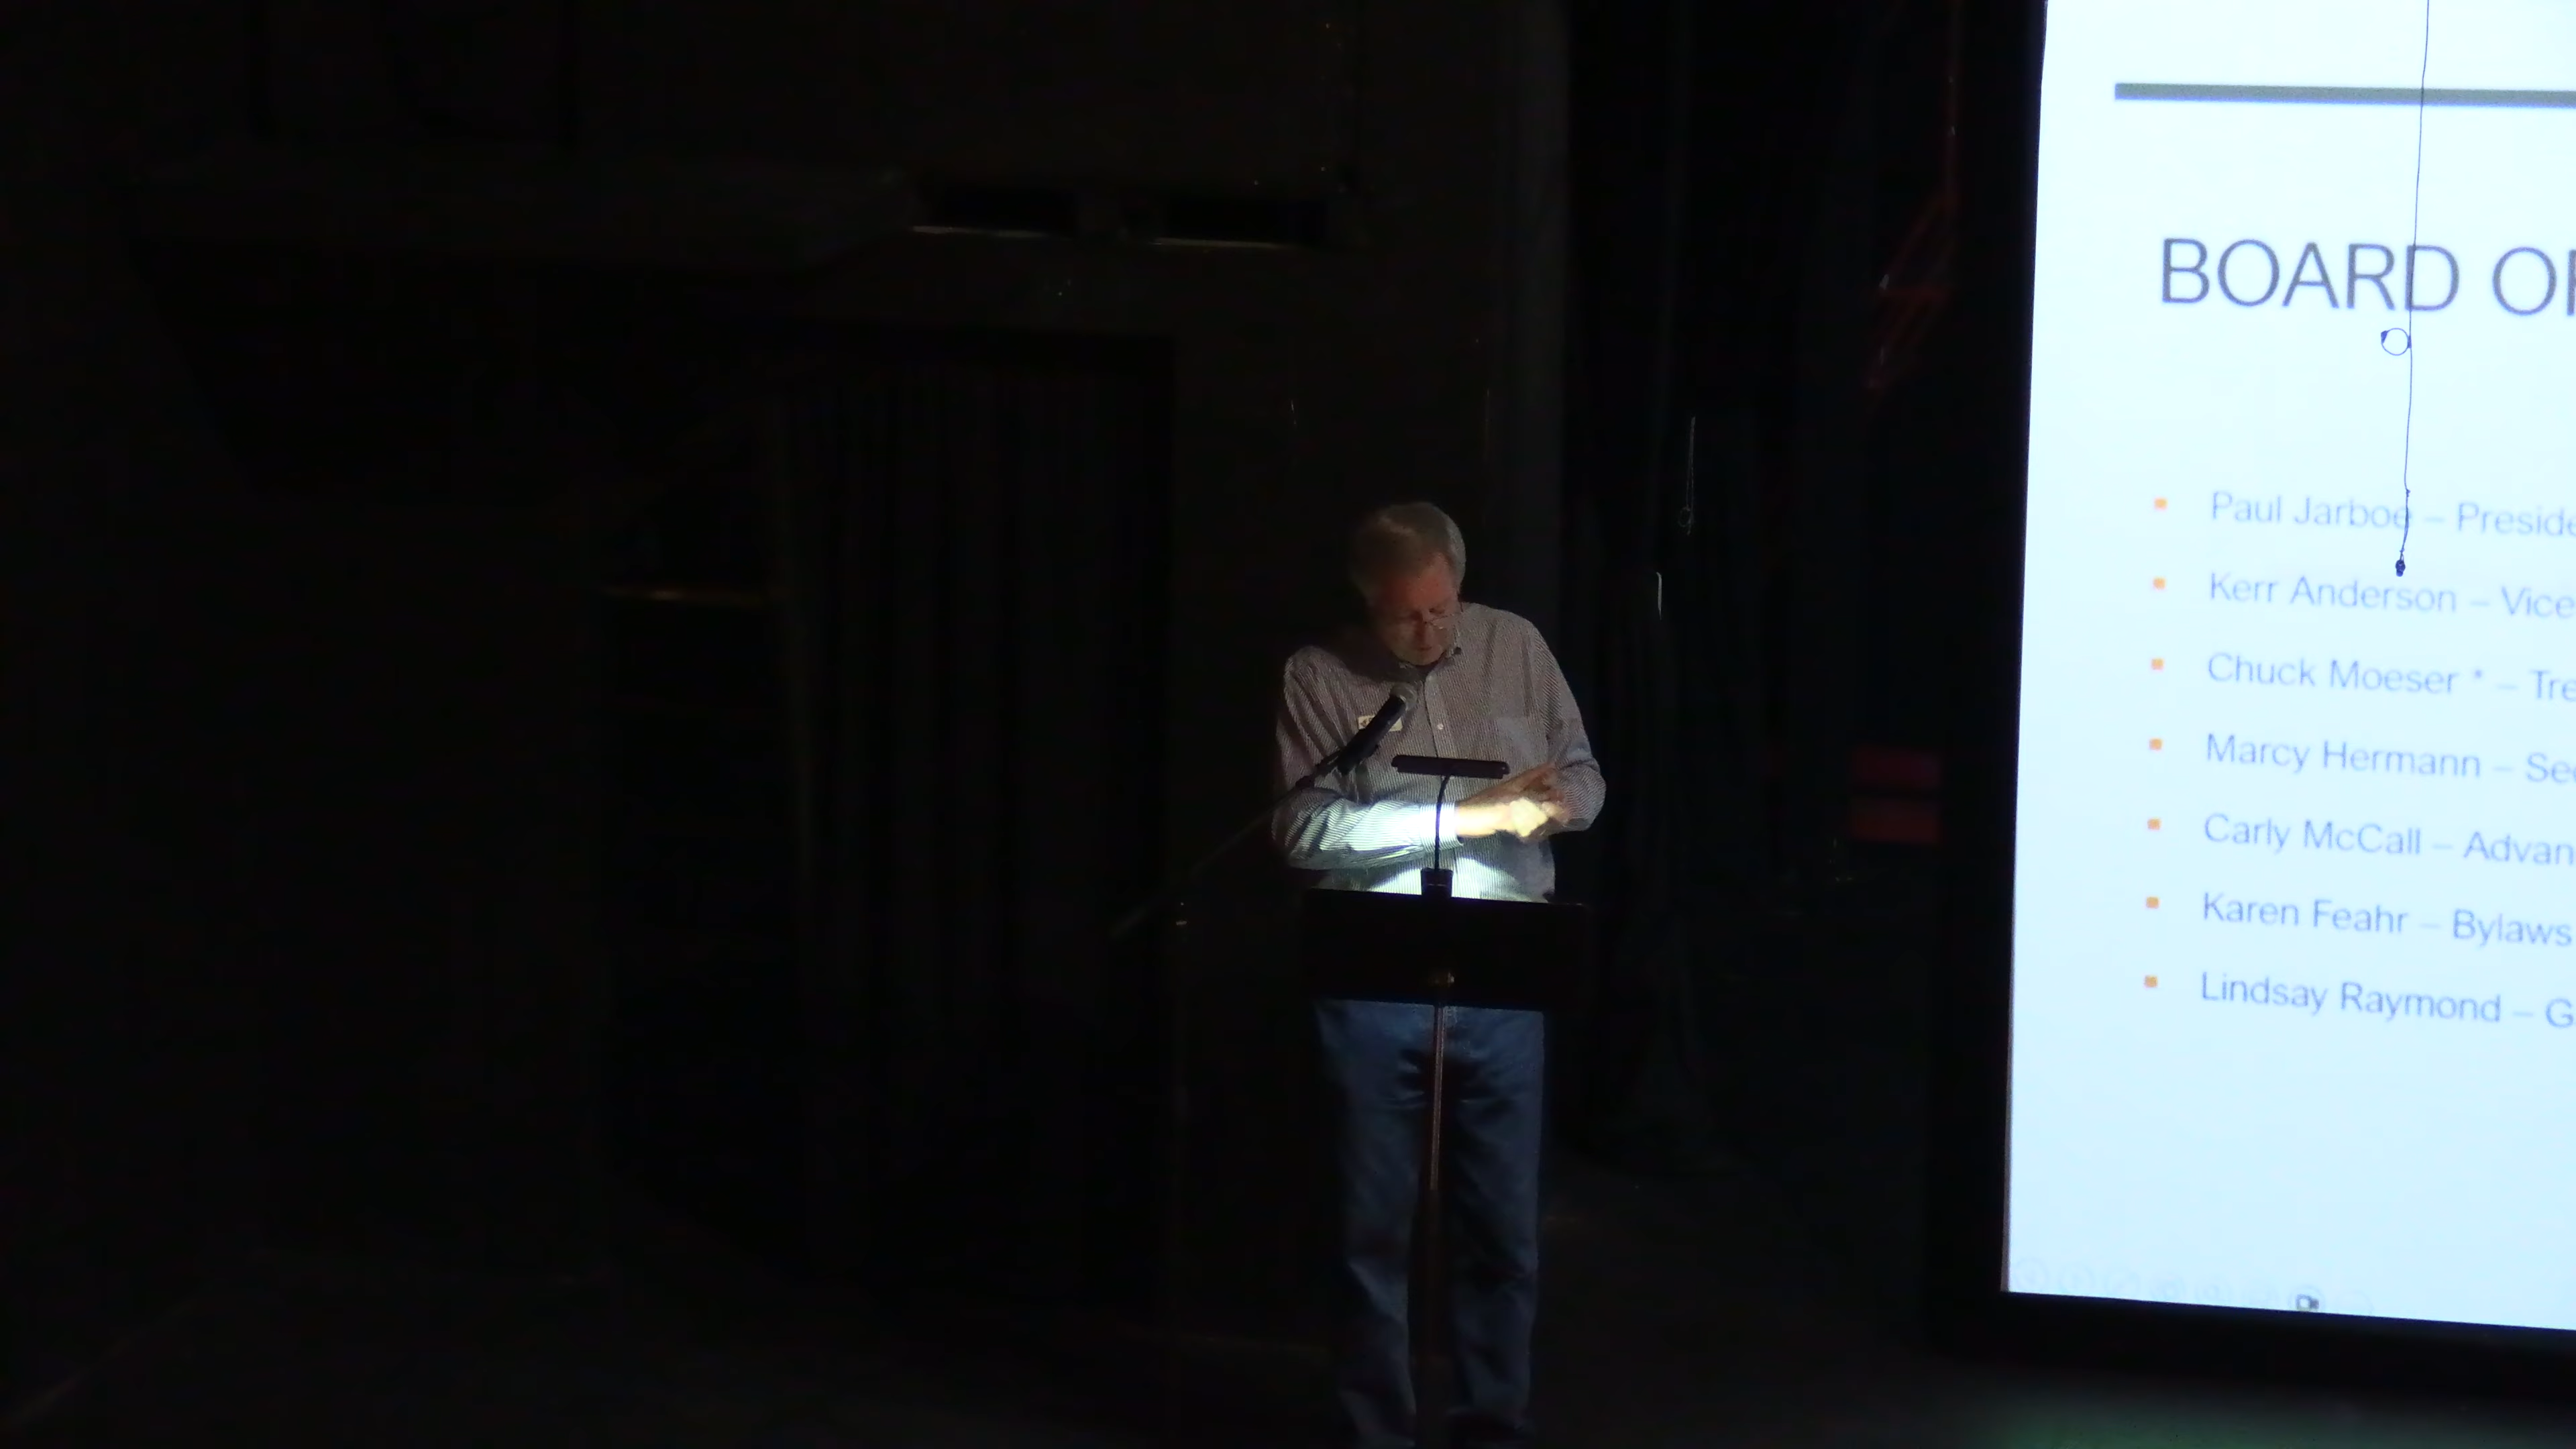 BOARD OF
Paul Jarboe – Preside
Kerr Anderson – Vice
Chuck Moeser * – Tre
Marcy Hermann – Se
Carly McCall – Advan
Karen Feahr – Bylaws
Lindsay Raymond – G